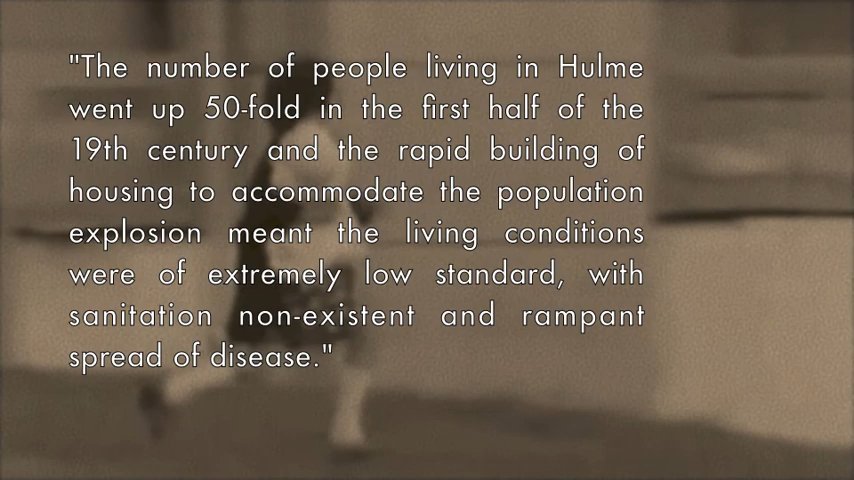 "The number of people living in Hulme
went up 50-fold in the first half of the
19th century and the rapid building of
housing to accommodate the population
explosion meant the living conditions
were of extremely low standard, with
sanitation non-existent and rampant
spread of disease."